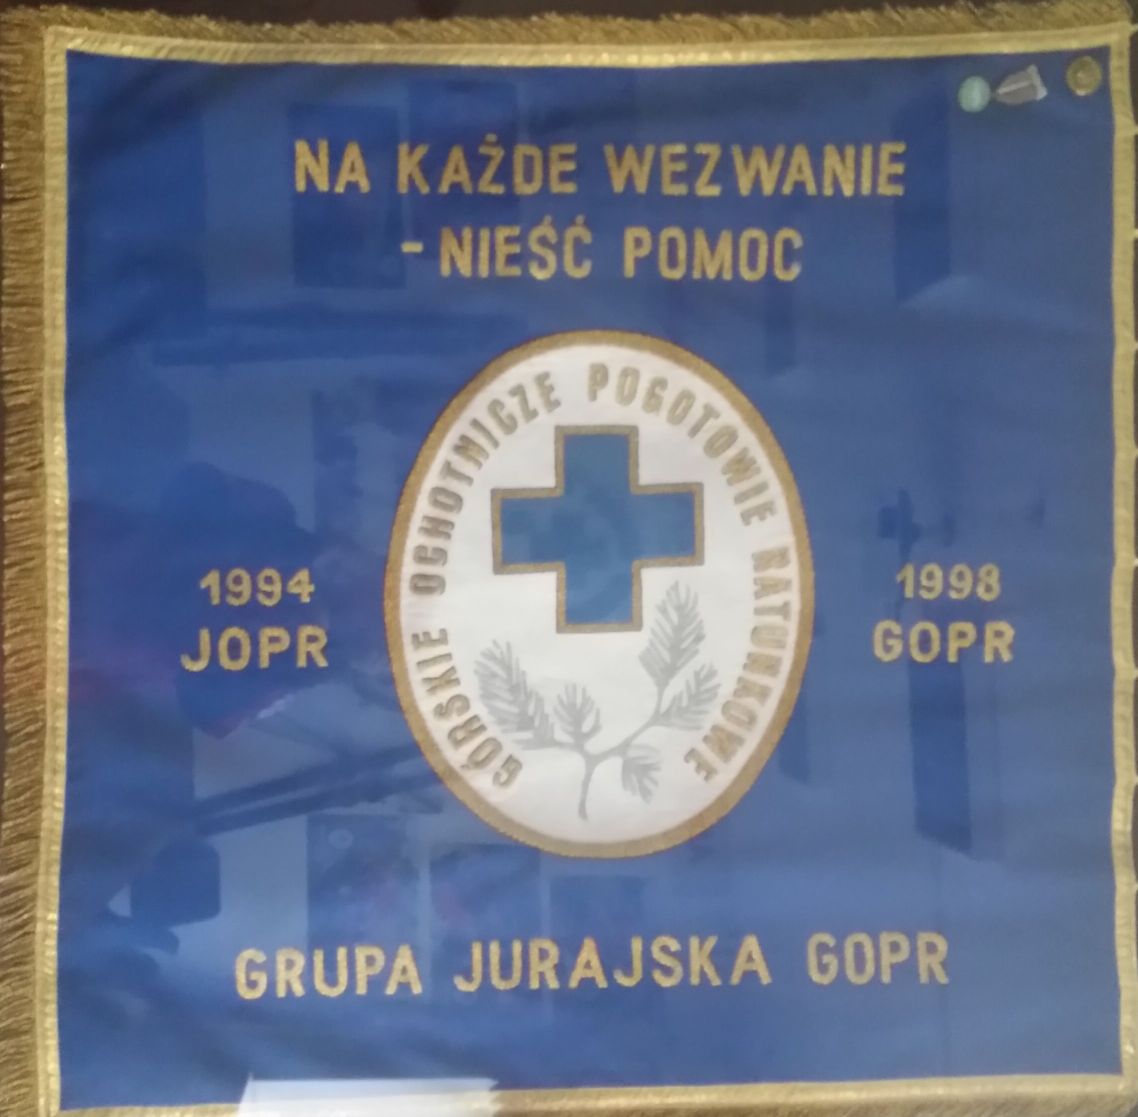 NA KAŻDE WEZWANIE
- NIEŚĆ POMOC
GÓRSKIE OCHOTNICZE POGOTOWIE RATUNKOWE
1994
JOPR
1998
GOPR
GRUPA JURAJSKA GOPR